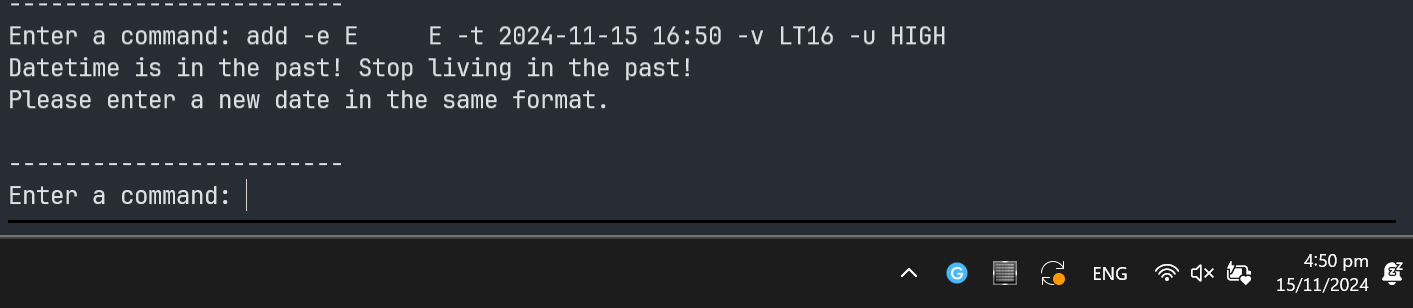 ------------------------
Enter a command: add -e E     E -t 2024-11-15 16:50 -v LT16 -u HIGH
Datetime is in the past! Stop living in the past!
Please enter a new date in the same format.
------------------------
Enter a command:
G
ENG
4:50 pm
15/11/2024